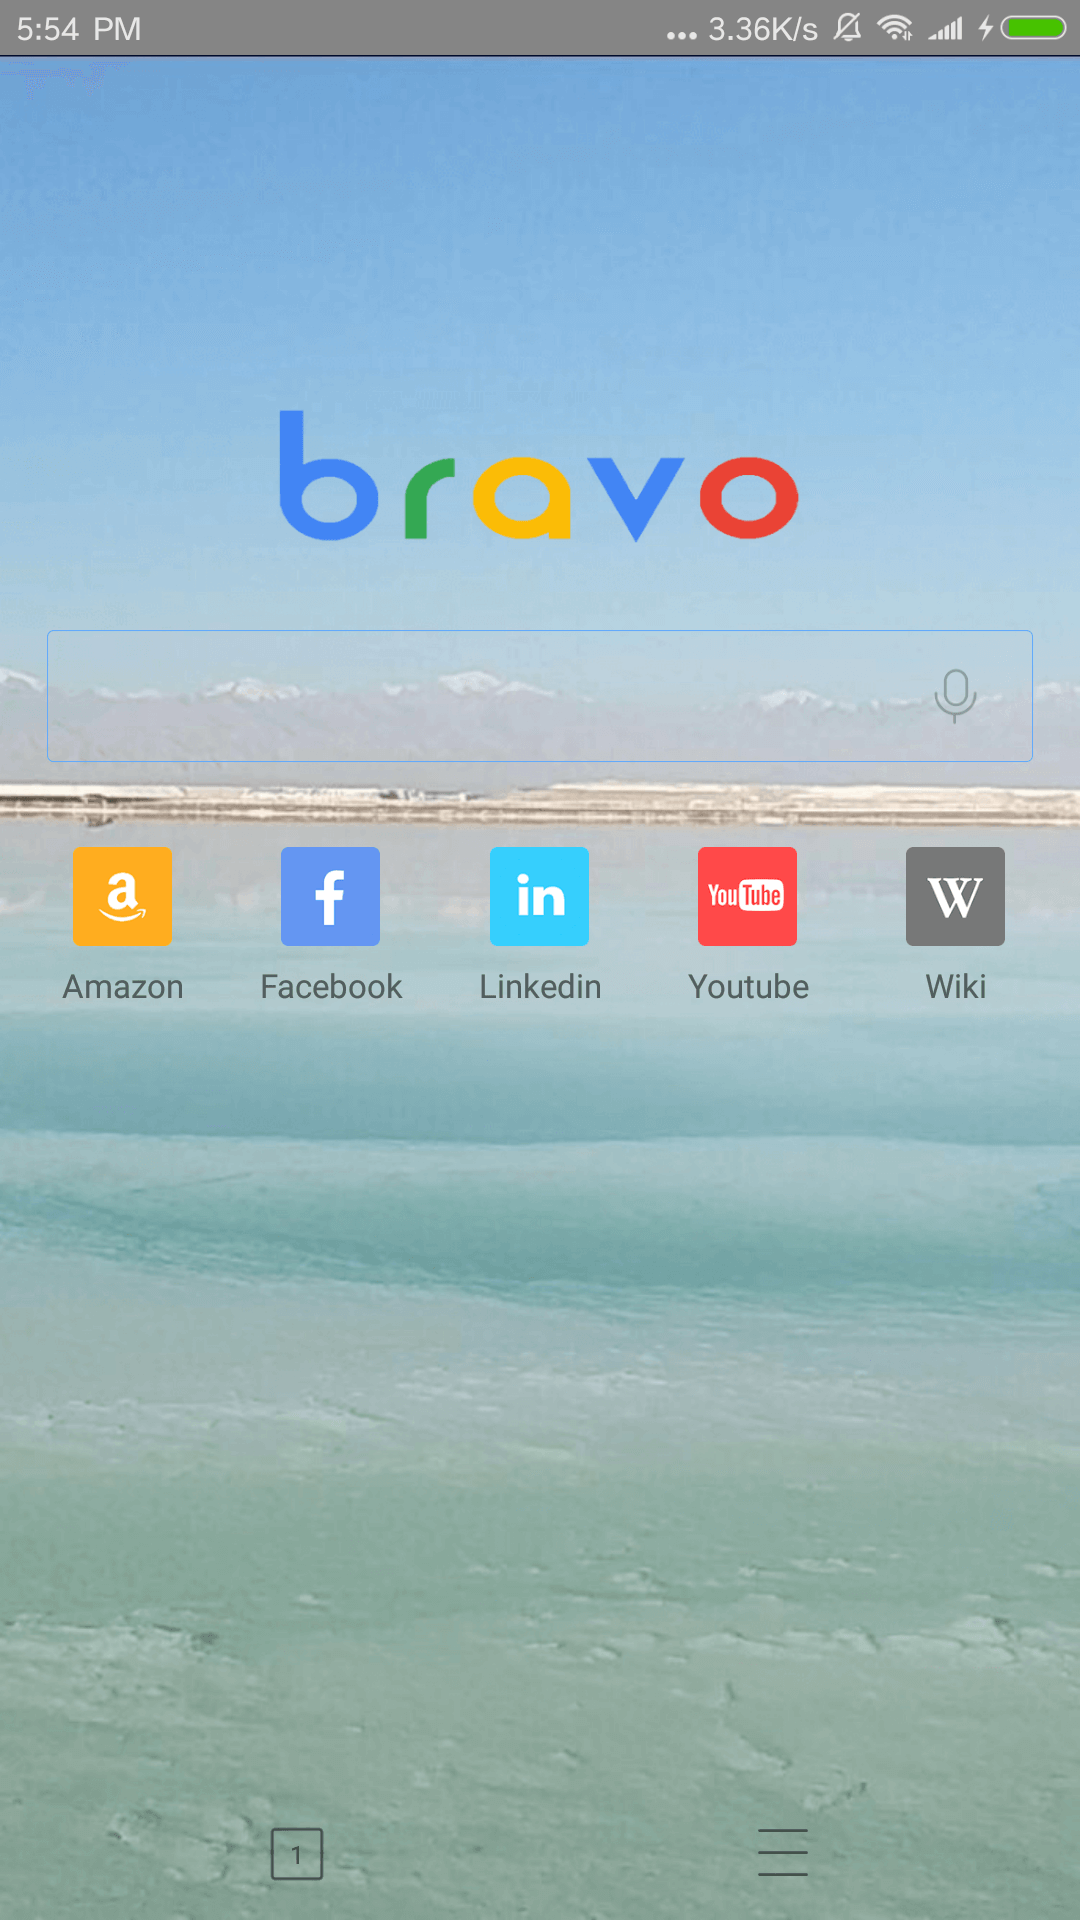 5:54 PM
... 3.36K/s
bravo
a
f
in
YouTube
W
Amazon
Facebook
Linkedin
Youtube
Wiki
1